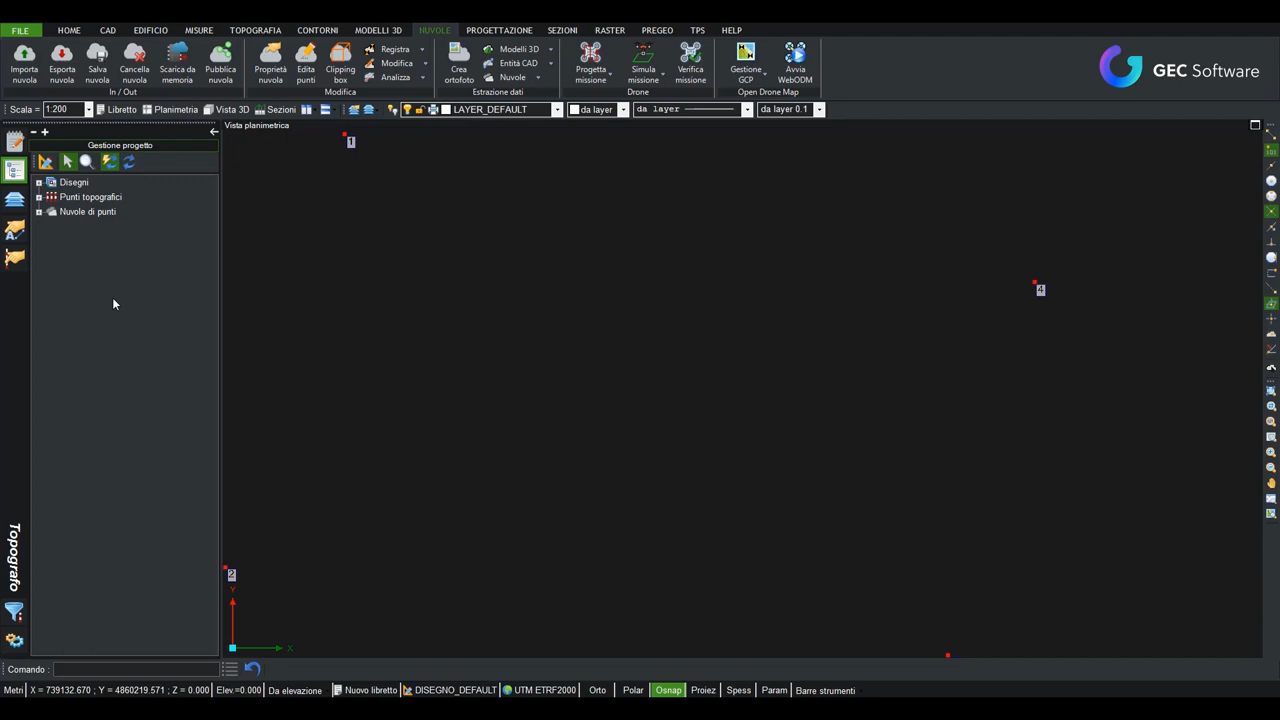 FILE HOME CAD EDIFICIO MISURE TOPOGRAFIA CONTORNI MODELLI 3D NUVOLE PROGETTAZIONE SEZIONI RASTER PREGEO TPS HELP
Importa nuvola
Esporta nuvola
Salva nuvola
Cancella nuvola
Scarica da memoria
Pubblica nuvola
In / Out
Proprietà nuvola
Edita punti
Clipping box
Registra
Modifica
Analizza
Modifica
Crea ortofoto
Modelli 3D
Entità CAD
Nuvole
Estrazione dati
Progetta missione
Simula missione
Verifica missione
Drone
Gestione GCP
Avvia WebODM
Open Drone Map
GEC Software
Scala = 1:200 Libretto Planimetria Vista 3D Sezioni LAYER_DEFAULT da layer da layer da layer 0.1
Vista planimetrica
Gestione progetto
Disegni
Punti topografici
Nuvole di punti
1
4
2
Y
X
Topografo
Comando :
Metri X = 739132.670 ; Y = 4860219.571 ; Z = 0.000 Elev.=0.000 Da elevazione Nuovo libretto DISEGNO_DEFAULT UTM ETRF2000 Orto Polar Osnap Proiez Spess Param Barre strumenti